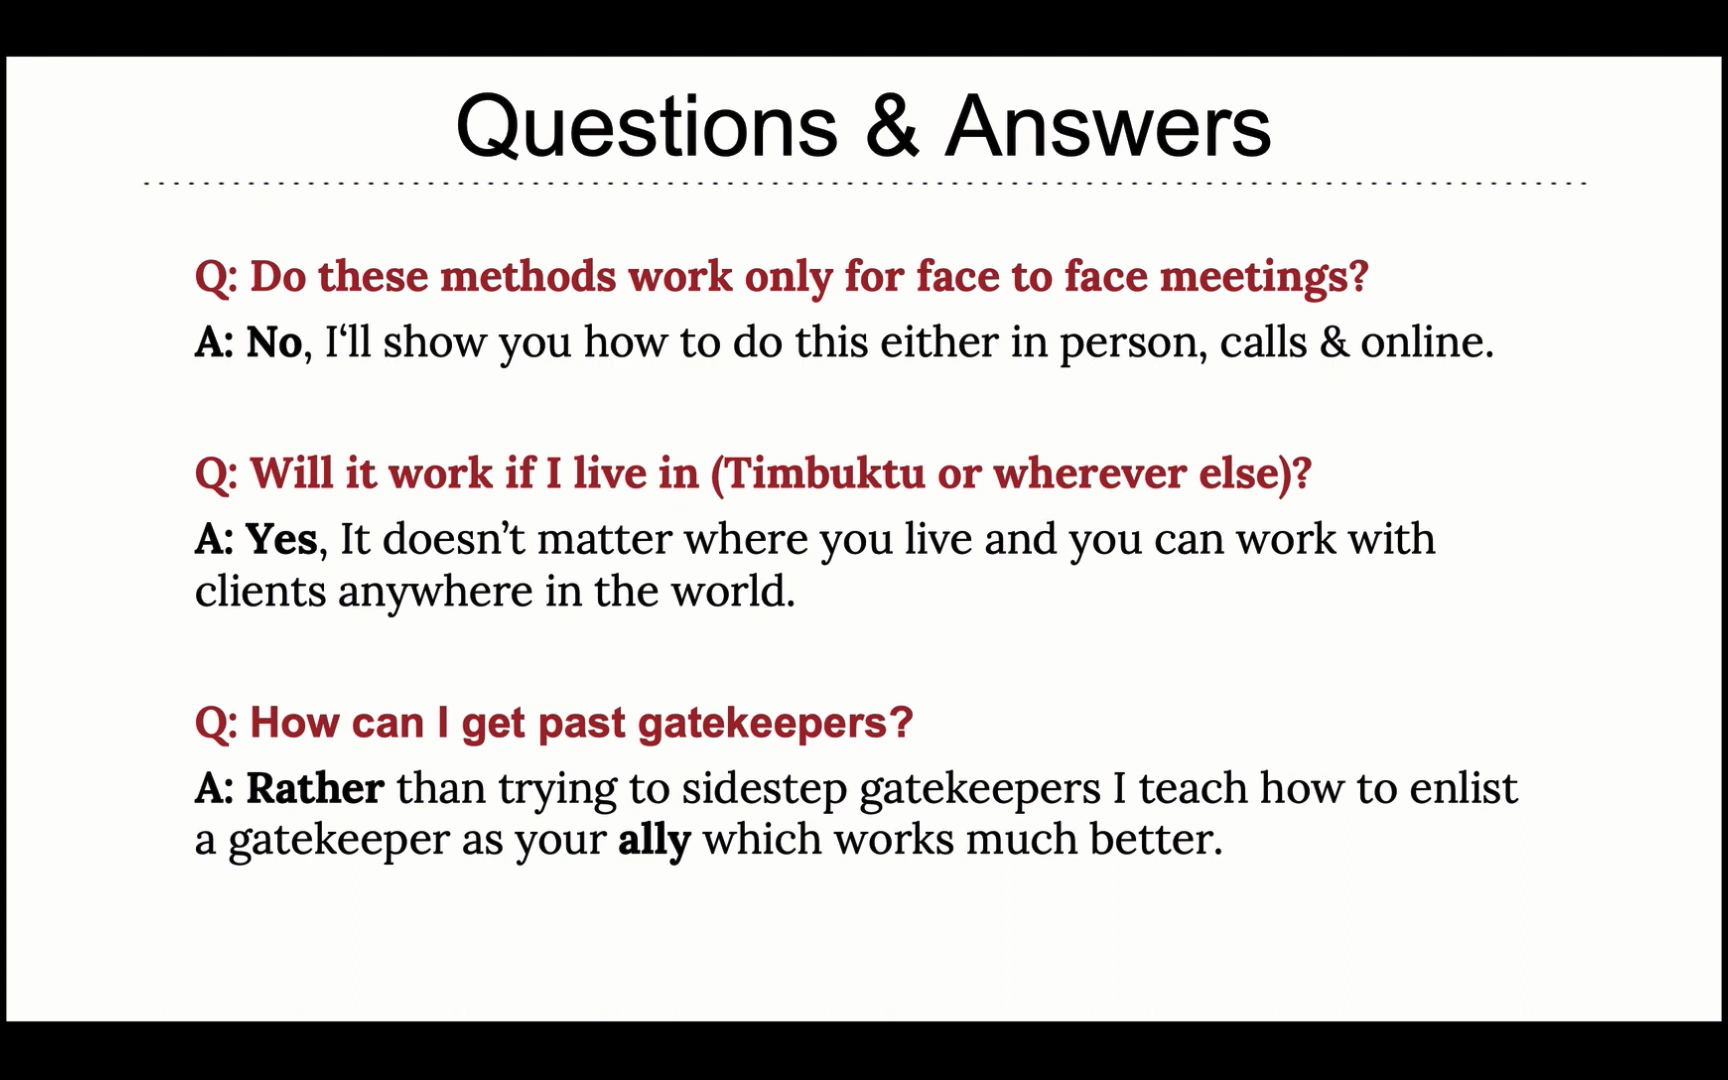 Questions & Answers
Q: Do these methods work only for face to face meetings?
A: No, I‘ll show you how to do this either in person, calls & online.
Q: Will it work if I live in (Timbuktu or wherever else)?
A: Yes, It doesn’t matter where you live and you can work with
clients anywhere in the world.
Q: How can I get past gatekeepers?
A: Rather than trying to sidestep gatekeepers I teach how to enlist
a gatekeeper as your ally which works much better.